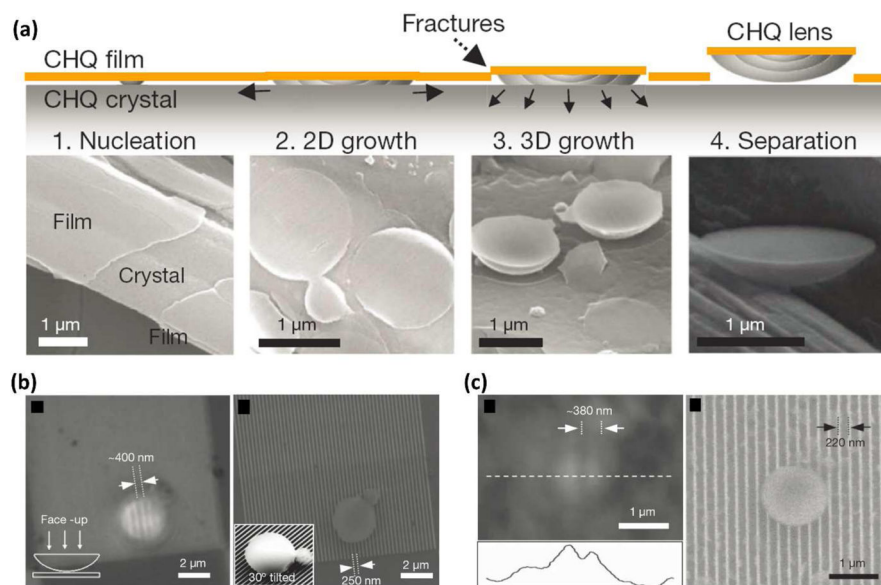 (a)
Fractures
CHQ lens
CHQ film
CHQ crystal
1. Nucleation
2. 2D growth
3. 3D growth
4. Separation
Film
Crystal
Film
1 μm
1 μm
1 μm
1 μm
(b)
~400 nm
Face -up
2 μm
30° tilted
250 nm
2 μm
(c)
~380 nm
1 μm
220 nm
1 μm